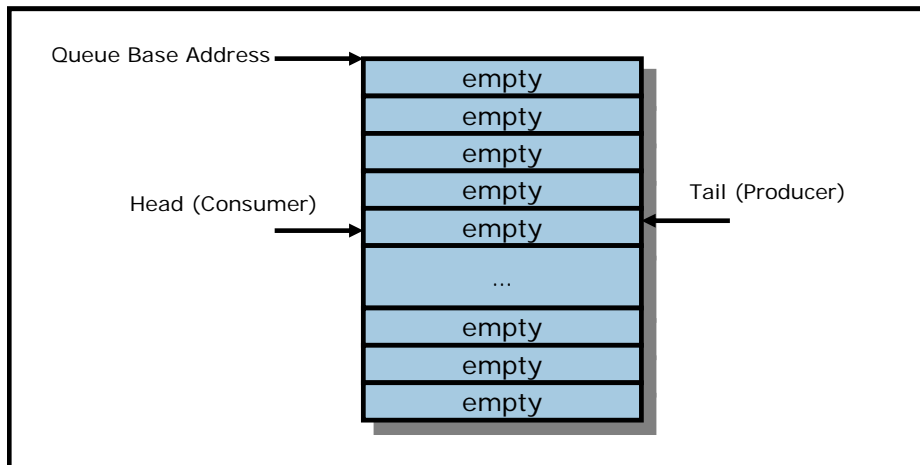 Queue Base Address
empty
empty
empty
empty
Tail (Producer)
Head (Consumer)
empty
...
empty
empty
empty